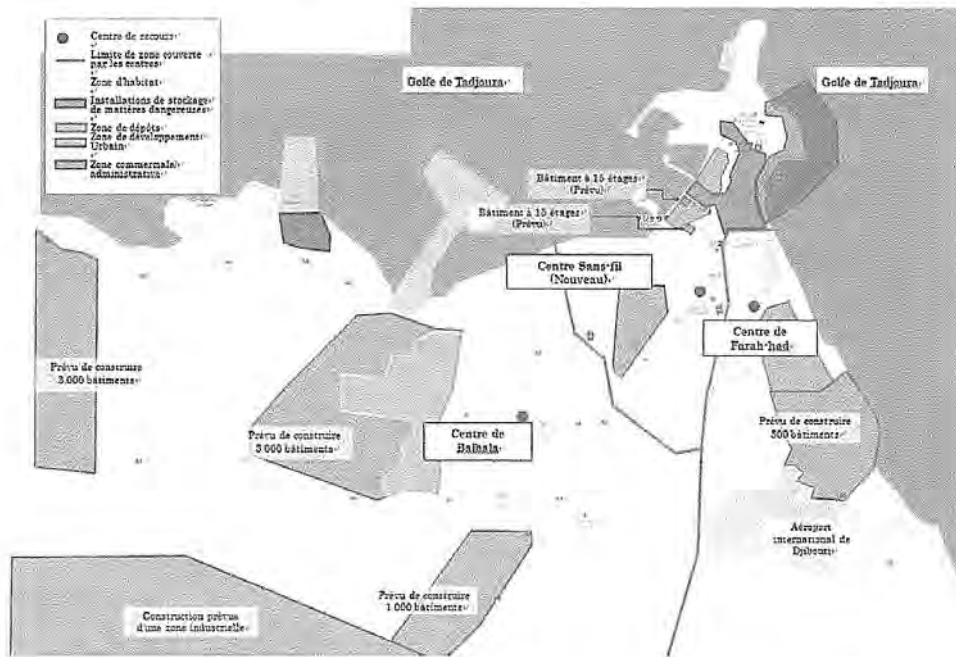 Centre de secours
Limite de zone couverte
par les centres
Zone d'habitat
Installations de stockage
de matières dangereuses
Zone de dépôts
Zone de développement
Urbain
Zone commerciale/
administrative
Golfe de Tadjoura
Golfe de Tadjoura
Bâtiment à 15 étages
(Prévu)
Bâtiment à 15 étages
(Prévu)
Centre Sans-fil
(Nouveau)
Centre de
Farah-had
Prévu de construire
3.000 bâtiments
Prévu de construire
3 000 bâtiments
Centre de
Balbala
Prévu de construire
500 bâtiments
Aéroport
international de
Djibouti
Prévu de construire
1 000 bâtiments
Construction prévue
d'une zone industrielle